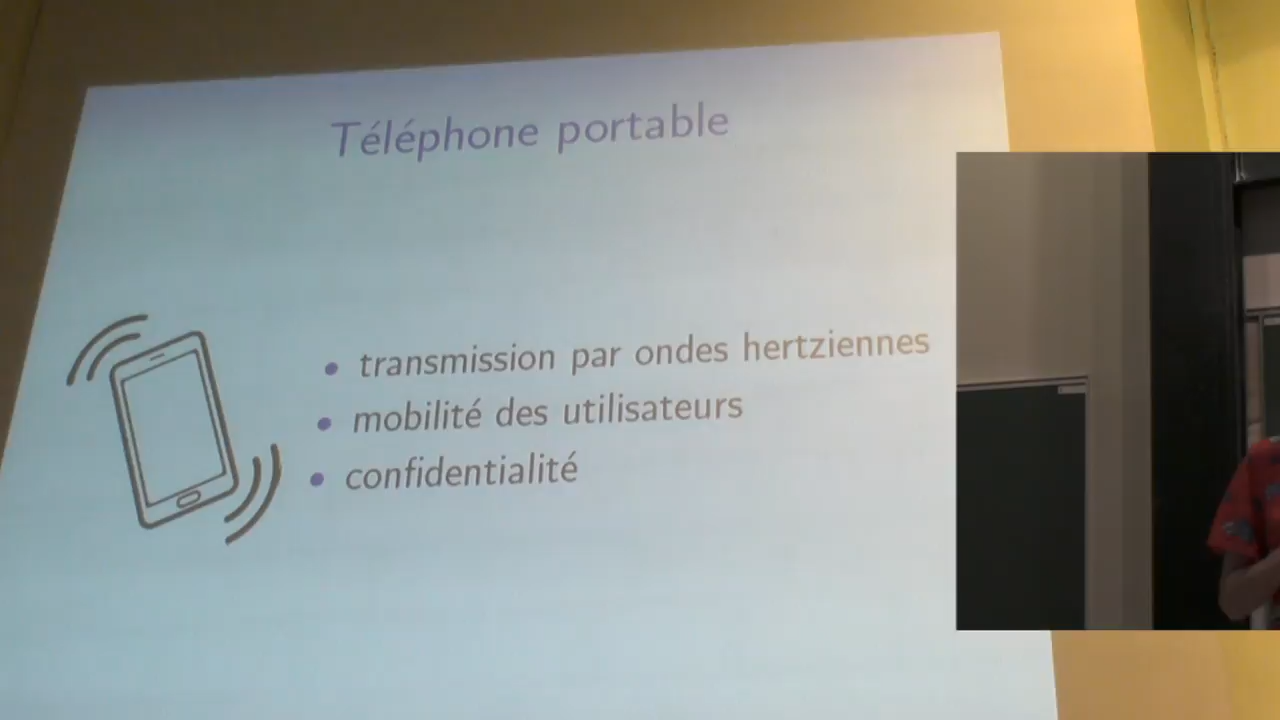 Téléphone portable
transmission par ondes hertziennes
mobilité des utilisateurs
confidentialité